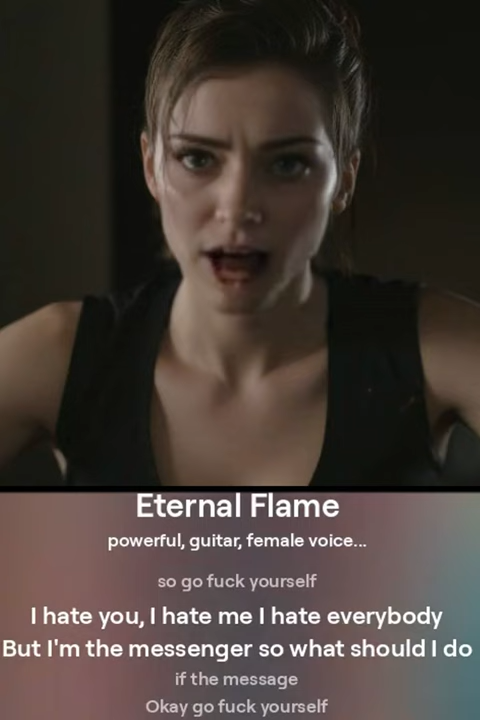 Eternal Flame
powerful, guitar, female voice...
so go fuck yourself
I hate you, I hate me I hate everybody
But I'm the messenger so what should I do
if the message
Okay go fuck yourself